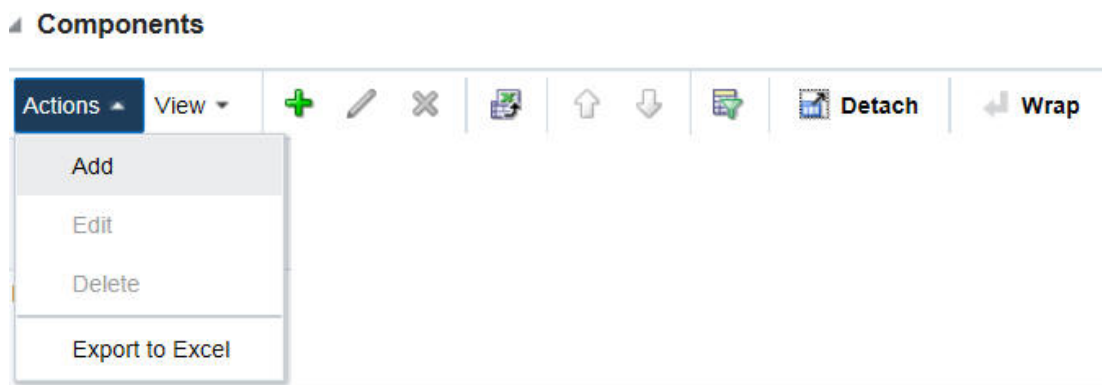 Components
Actions View Detach Wrap
Add
Edit
Delete
Export to Excel